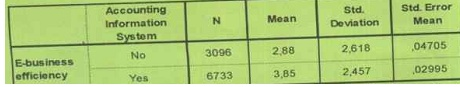 Accounting Information System N Mean Std. Deviation Std. Error Mean
E-business efficiency No 3096 2,88 2,618 ,04705
Yes 6733 3,85 2,457 ,02995